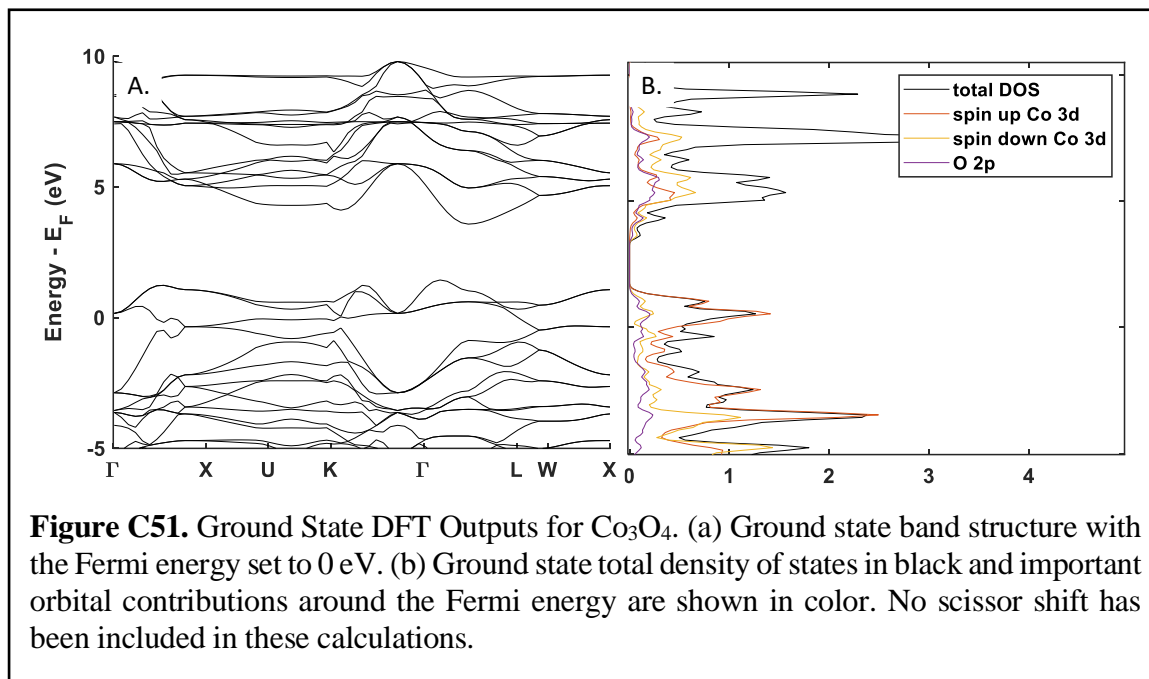 A.
B.
10
5
0
-5
Energy - E_F (eV)
Γ X U K Γ L W X
total DOS
spin up Co 3d
spin down Co 3d
O 2p
0 1 2 3 4
Figure C51. Ground State DFT Outputs for Co₃O₄. (a) Ground state band structure with
the Fermi energy set to 0 eV. (b) Ground state total density of states in black and important
orbital contributions around the Fermi energy are shown in color. No scissor shift has
been included in these calculations.